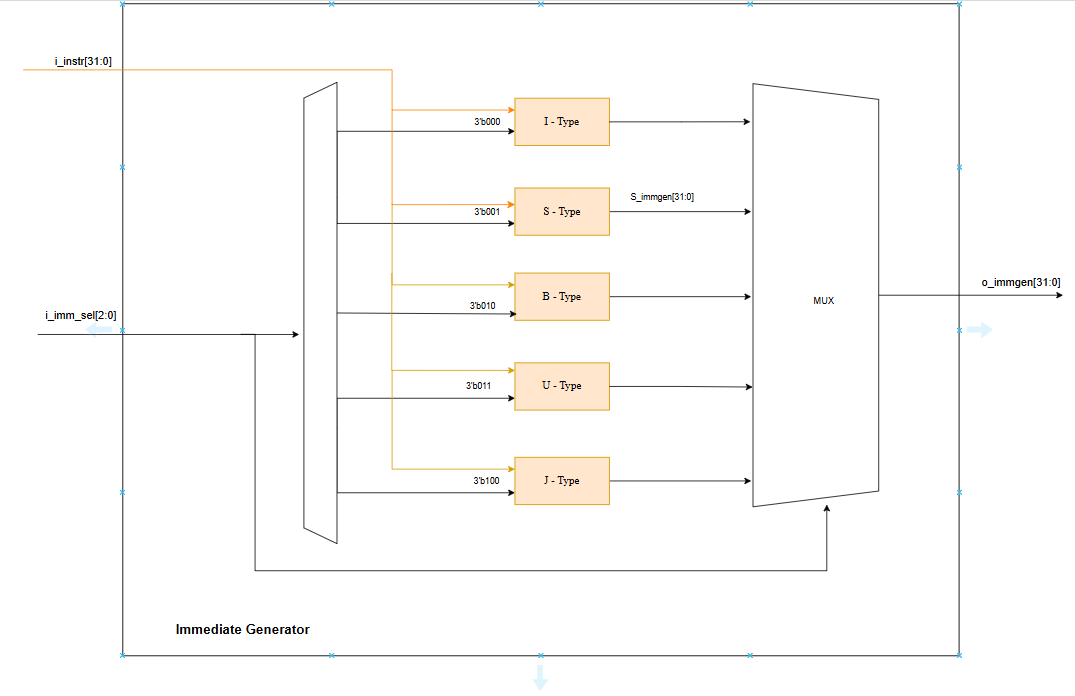 i_instr[31:0]
3'b000
I - Type
3'b001
S - Type
S_immgen[31:0]
3'b010
B - Type
MUX
o_immgen[31:0]
i_imm_sel[2:0]
3'b011
U - Type
3'b100
J - Type
Immediate Generator